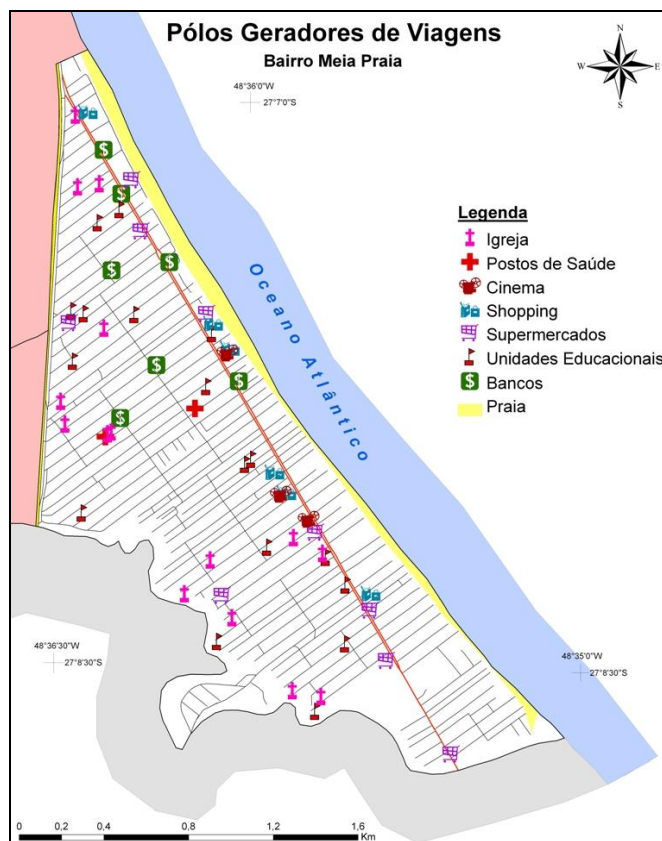 Pólos Geradores de Viagens
Bairro Meia Praia
N
W
E
S
48°36'0"W
27°7'0"S
Legenda
Igreja
Postos de Saúde
Cinema
Shopping
Supermercados
Unidades Educacionais
$ Bancos
Praia
Oceano Atlântico
48°36'30"W
27°8'30"S
48°35'0"W
27°8'30"S
0 0,2 0,4 0,8 1,2 1,6
Km